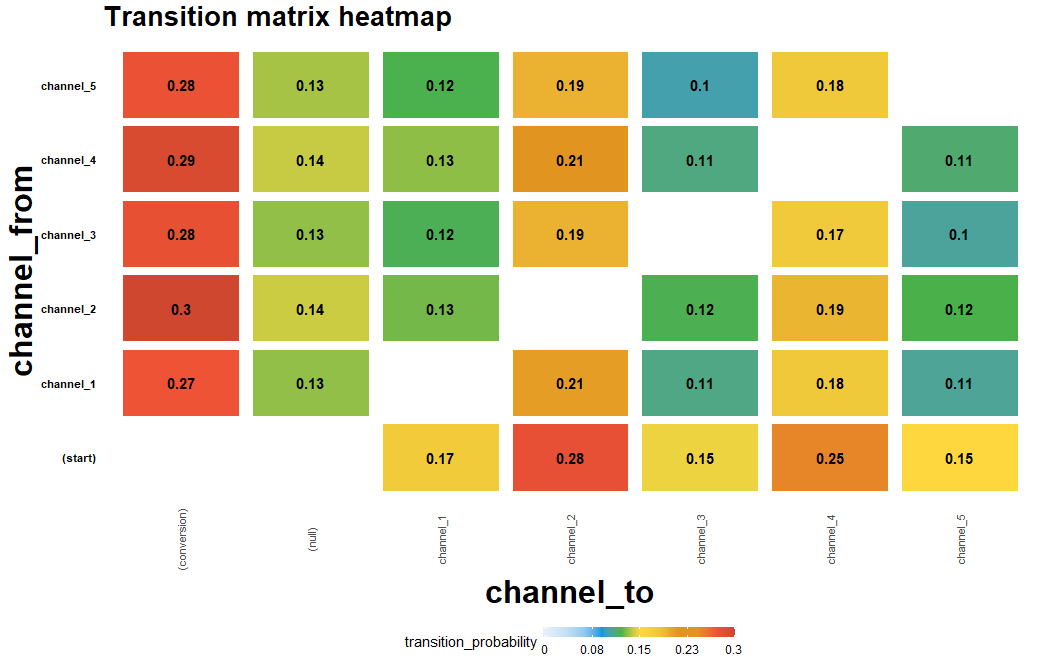 Transition matrix heatmap
channel_from
channel_5 0.28 0.13 0.12 0.19 0.1 0.18
channel_4 0.29 0.14 0.13 0.21 0.11 0.11
channel_3 0.28 0.13 0.12 0.19 0.17 0.1
channel_2 0.3 0.14 0.13 0.12 0.19 0.12
channel_1 0.27 0.13 0.21 0.11 0.18 0.11
(start) 0.17 0.28 0.15 0.25 0.15
(conversion) (null) channel_1 channel_2 channel_3 channel_4 channel_5
channel_to
transition_probability
0 0.08 0.15 0.23 0.3